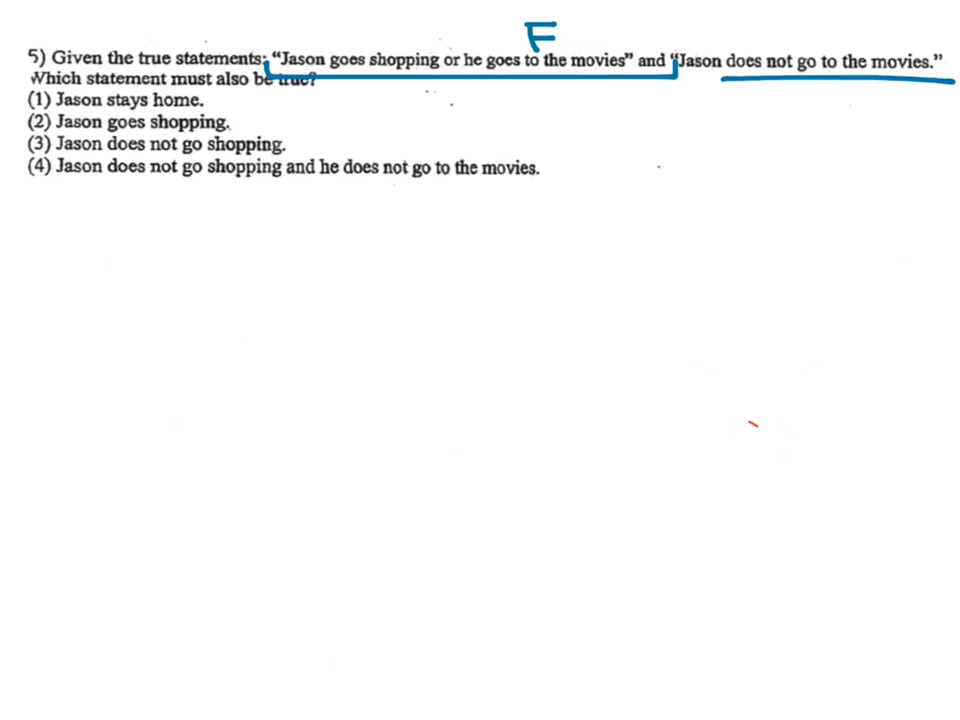 F
5) Given the true statements: “Jason goes shopping or he goes to the movies” and “Jason does not go to the movies.”
Which statement must also be true?
(1) Jason stays home.
(2) Jason goes shopping.
(3) Jason does not go shopping.
(4) Jason does not go shopping and he does not go to the movies.